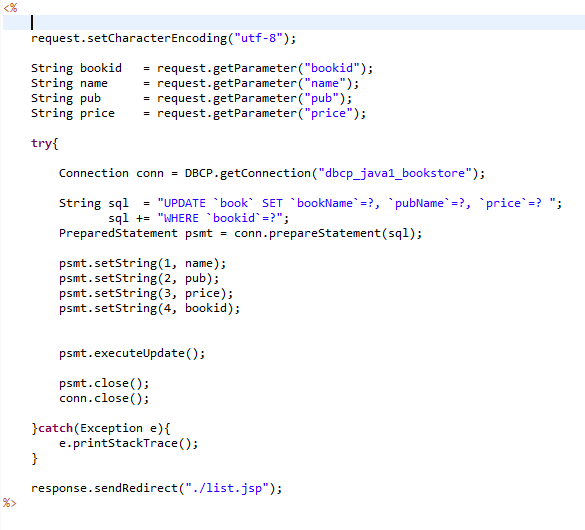 <%
request.setCharacterEncoding("utf-8");
String bookid   = request.getParameter("bookid");
String name     = request.getParameter("name");
String pub      = request.getParameter("pub");
String price    = request.getParameter("price");
try{
Connection conn = DBCP.getConnection("dbcp_java1_bookstore");
String sql  = "UPDATE `book` SET `bookName`=?, `pubName`=?, `price`=? ";
sql += "WHERE `bookid`=?";
PreparedStatement psmt = conn.prepareStatement(sql);
psmt.setString(1, name);
psmt.setString(2, pub);
psmt.setString(3, price);
psmt.setString(4, bookid);
psmt.executeUpdate();
psmt.close();
conn.close();
}catch(Exception e){
e.printStackTrace();
}
response.sendRedirect("./list.jsp");
%>